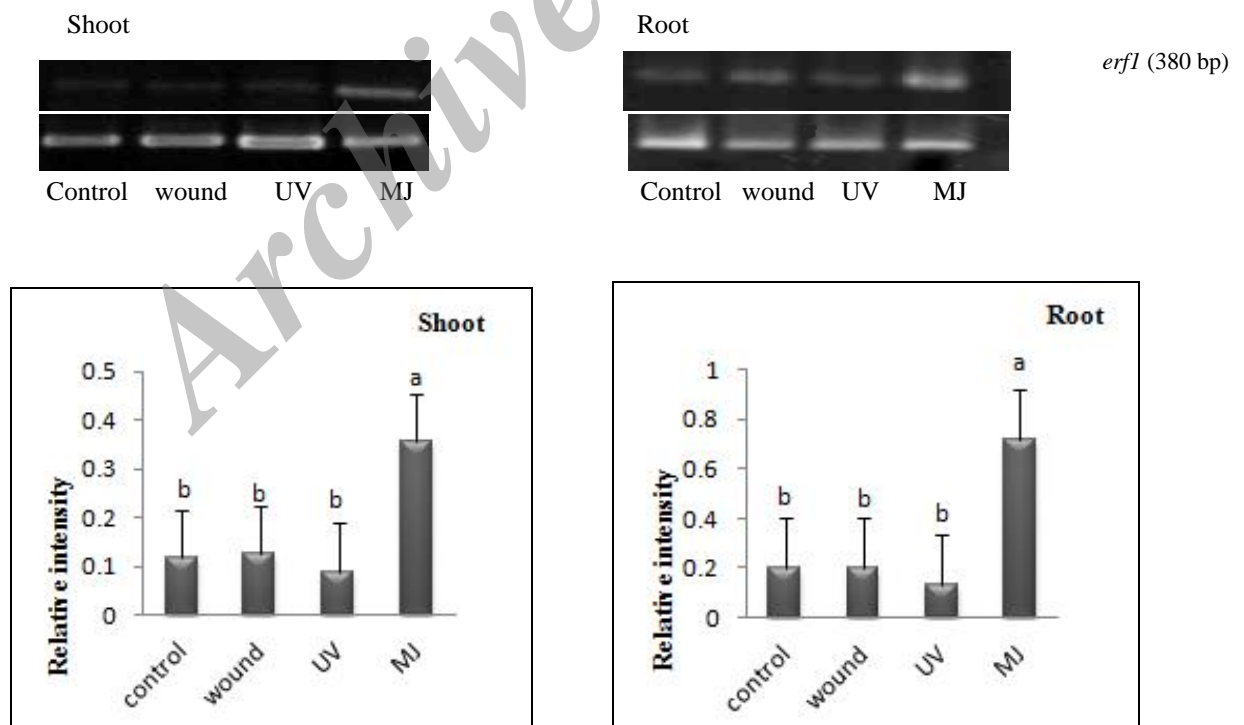 Shoot
Root
erf1 (380 bp)
Control wound UV MJ
Control wound UV MJ
Archive
Shoot
Relative intensity
0.5
0.4
0.3
0.2
0.1
0
b
b
b
a
control
wound
UV
MJ
Root
Relative intensity
1
0.8
0.6
0.4
0.2
0
b
b
b
a
control
wound
UV
MJ